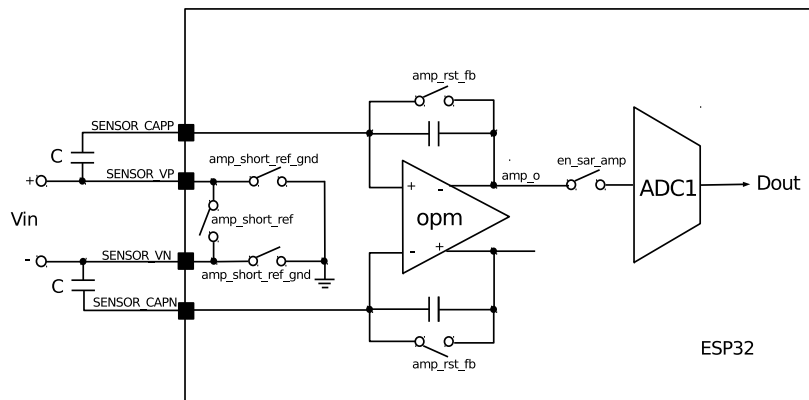 amp_rst_fb
SENSOR_CAPP
C
amp_short_ref_gnd
en_sar_amp
SENSOR_VP
+
+
-
amp_o
ADC1
Dout
Vin
amp_short_ref
opm
-
SENSOR_VN
-
+
amp_short_ref_gnd
C
SENSOR_CAPN
ESP32
amp_rst_fb